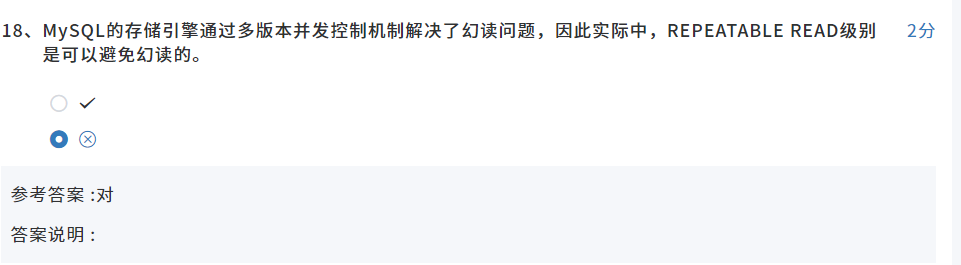 18、MySQL的存储引擎通过多版本并发控制机制解决了幻读问题，因此实际中，REPEATABLE READ级别 2分
是可以避免幻读的。
参考答案 :对
答案说明 :